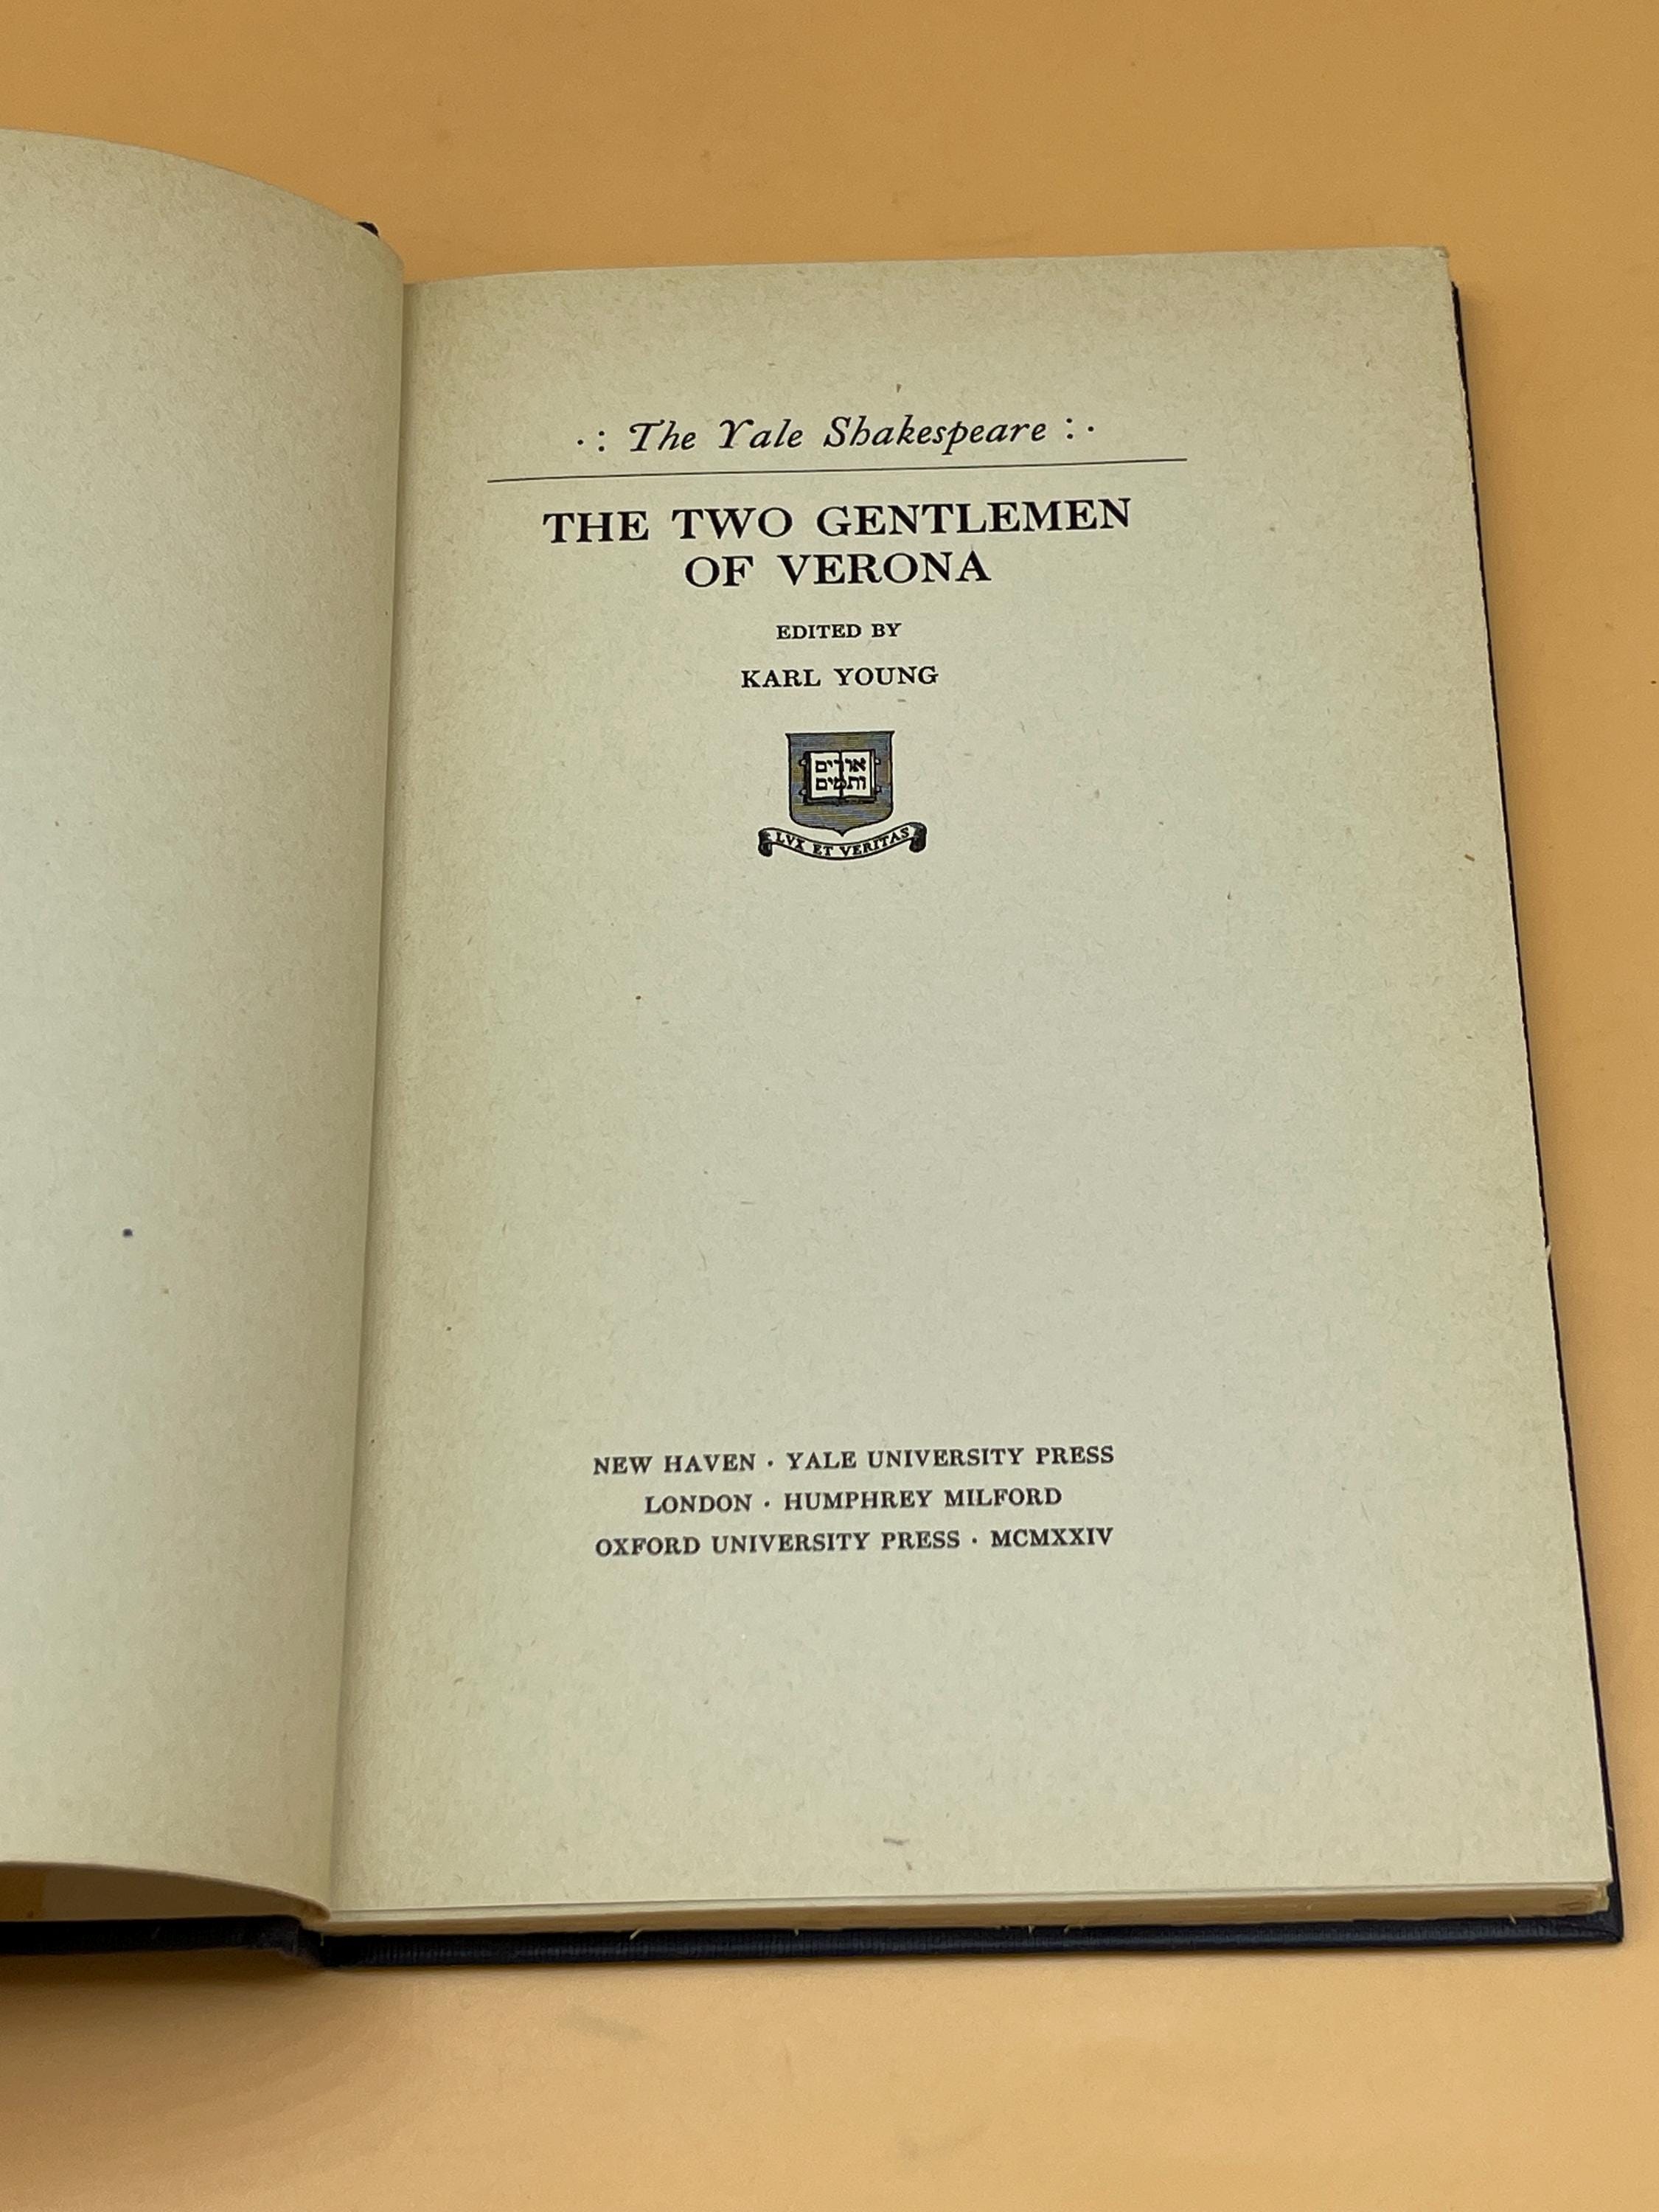 ·: The Yale Shakespeare :·
THE TWO GENTLEMEN
OF VERONA
EDITED BY
KARL YOUNG
אורים
ותמים
LVX ET VERITAS
NEW HAVEN · YALE UNIVERSITY PRESS
LONDON · HUMPHREY MILFORD
OXFORD UNIVERSITY PRESS · MCMXXIV